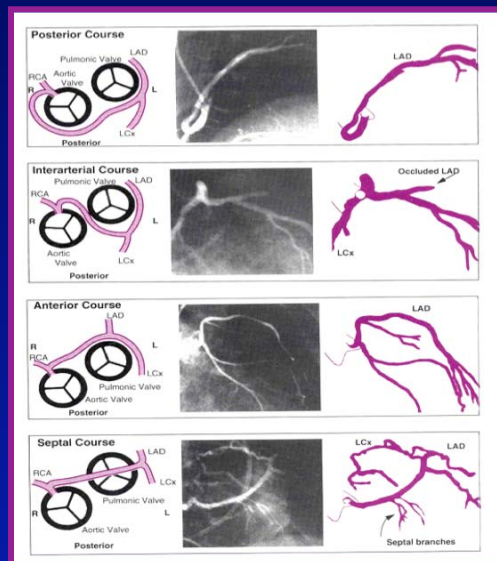 Posterior Course
Pulmonic Valve
LAD
Aortic
Valve
RCA
R
L
LCx
Posterior
LAD
Interarterial Course
Pulmonic Valve
LAD
RCA
R
L
LCx
Aortic
Valve
Posterior
Occluded LAD
LCx
Anterior Course
LAD
R
L
RCA
Pulmonic Valve
Aortic Valve
Posterior
LAD
Septal Course
LAD
RCA
LCx
Pulmonic Valve
R
L
Aortic Valve
Posterior
LCx
LAD
Septal branches